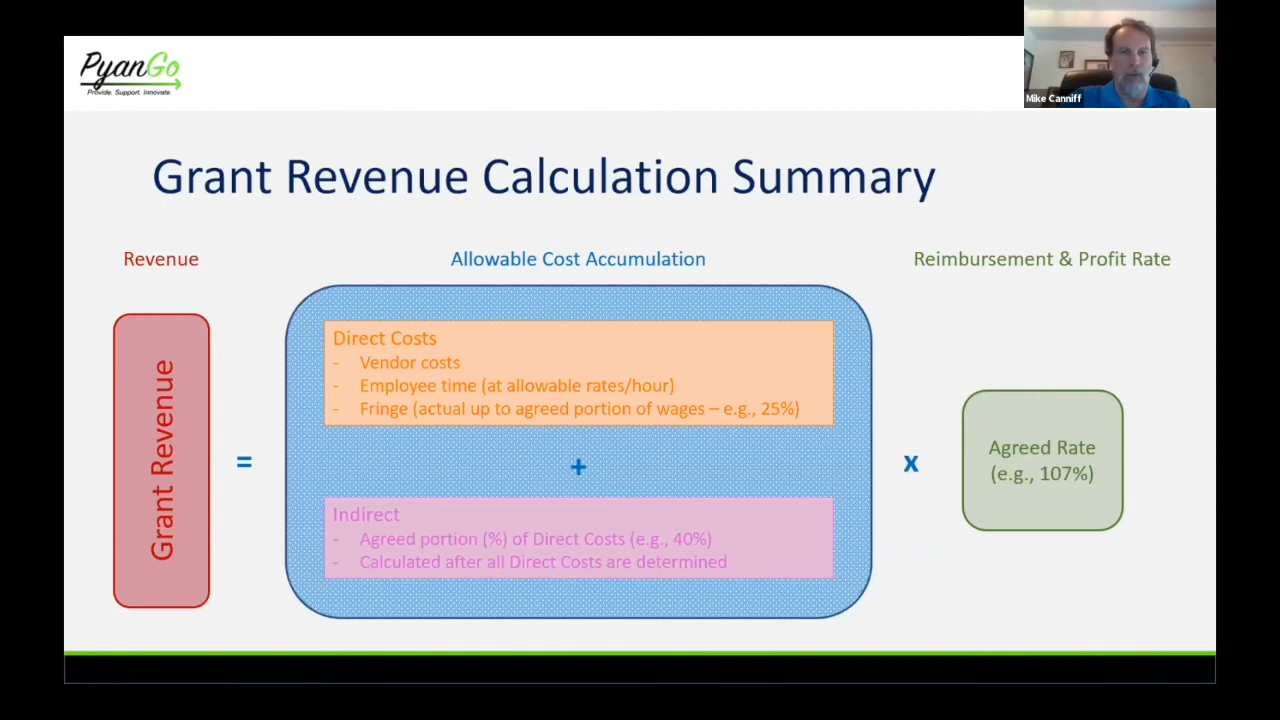 PyanGo
Provide. Support. Innovate.
Mike Canniff
Grant Revenue Calculation Summary
Revenue
Allowable Cost Accumulation
Reimbursement & Profit Rate
Grant Revenue
=
Direct Costs
- Vendor costs
- Employee time (at allowable rates/hour)
- Fringe (actual up to agreed portion of wages – e.g., 25%)
+
Indirect
- Agreed portion (%) of Direct Costs (e.g., 40%)
- Calculated after all Direct Costs are determined
x
Agreed Rate
(e.g., 107%)